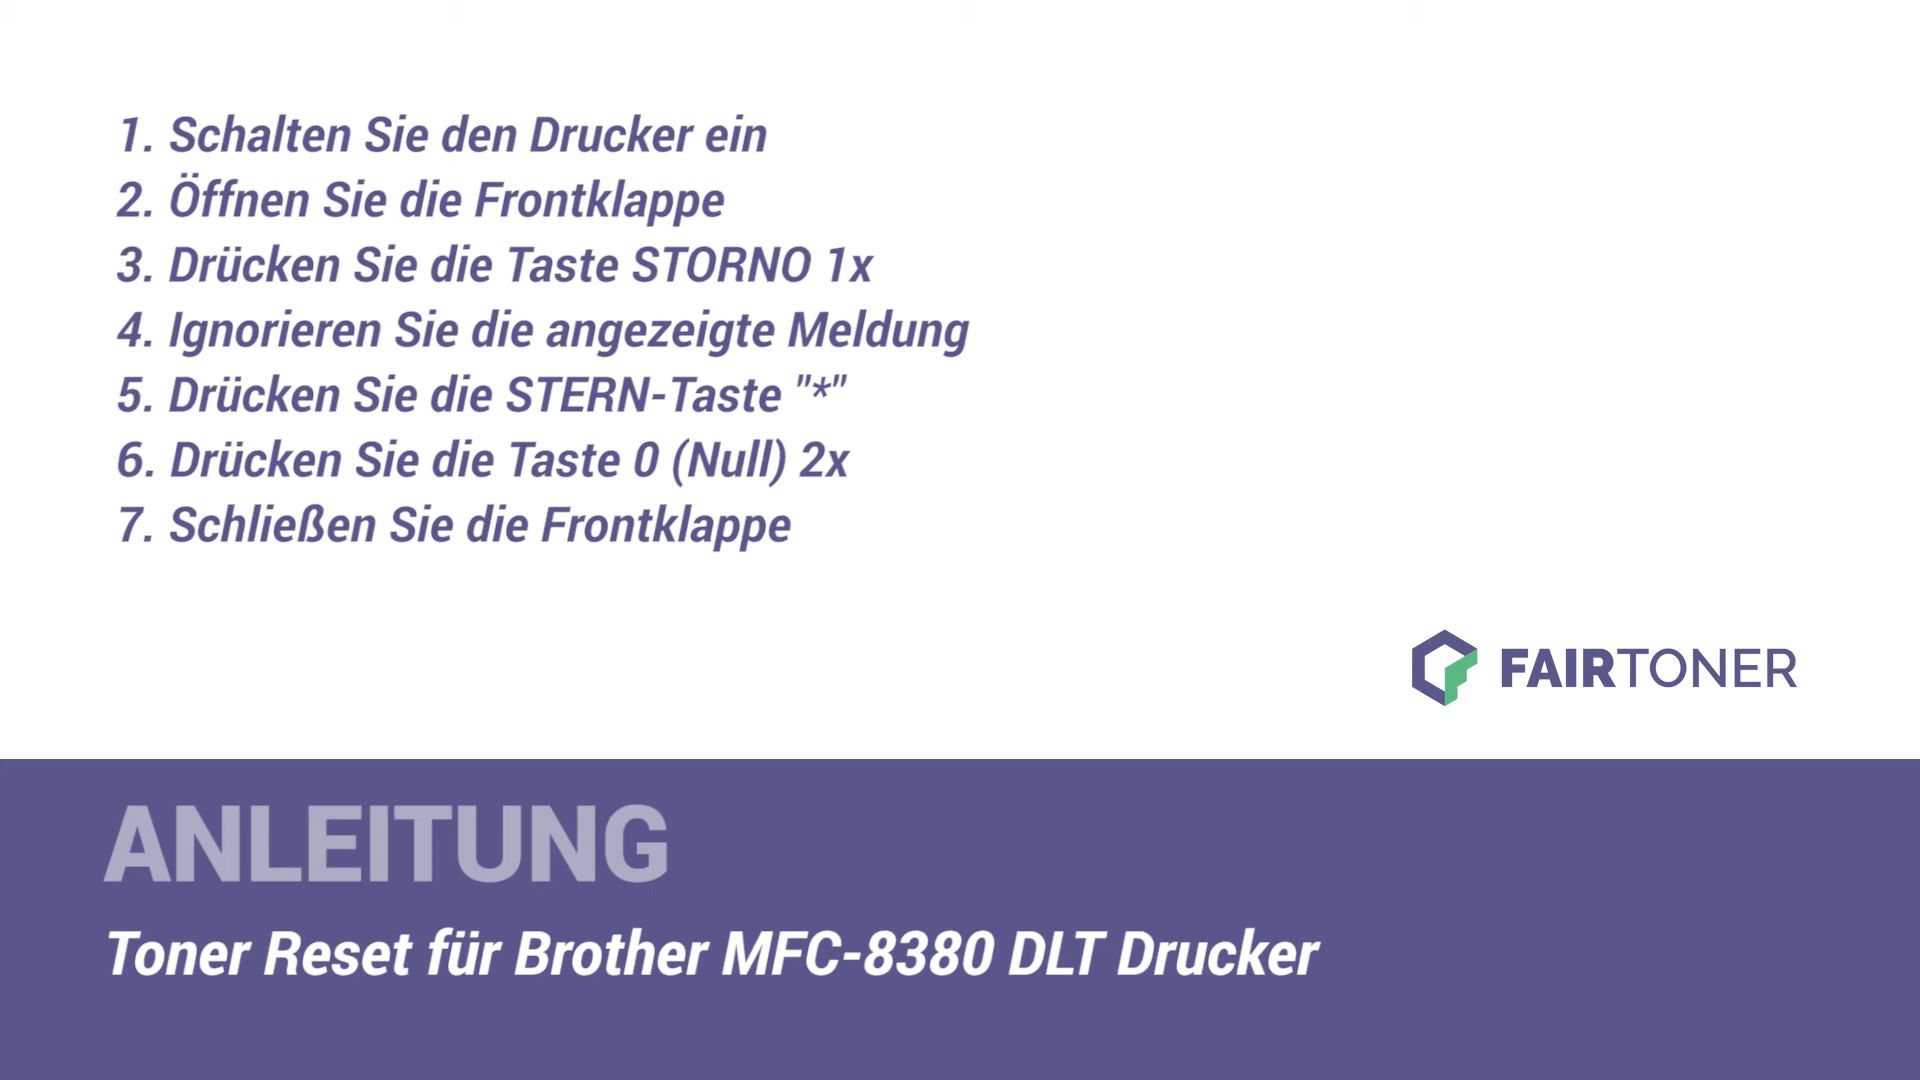 1. Schalten Sie den Drucker ein
2. Öffnen Sie die Frontklappe
3. Drücken Sie die Taste STORNO 1x
4. Ignorieren Sie die angezeigte Meldung
5. Drücken Sie die STERN-Taste "*"
6. Drücken Sie die Taste 0 (Null) 2x
7. Schließen Sie die Frontklappe
FAIRTONER
ANLEITUNG
Toner Reset für Brother MFC-8380 DLT Drucker